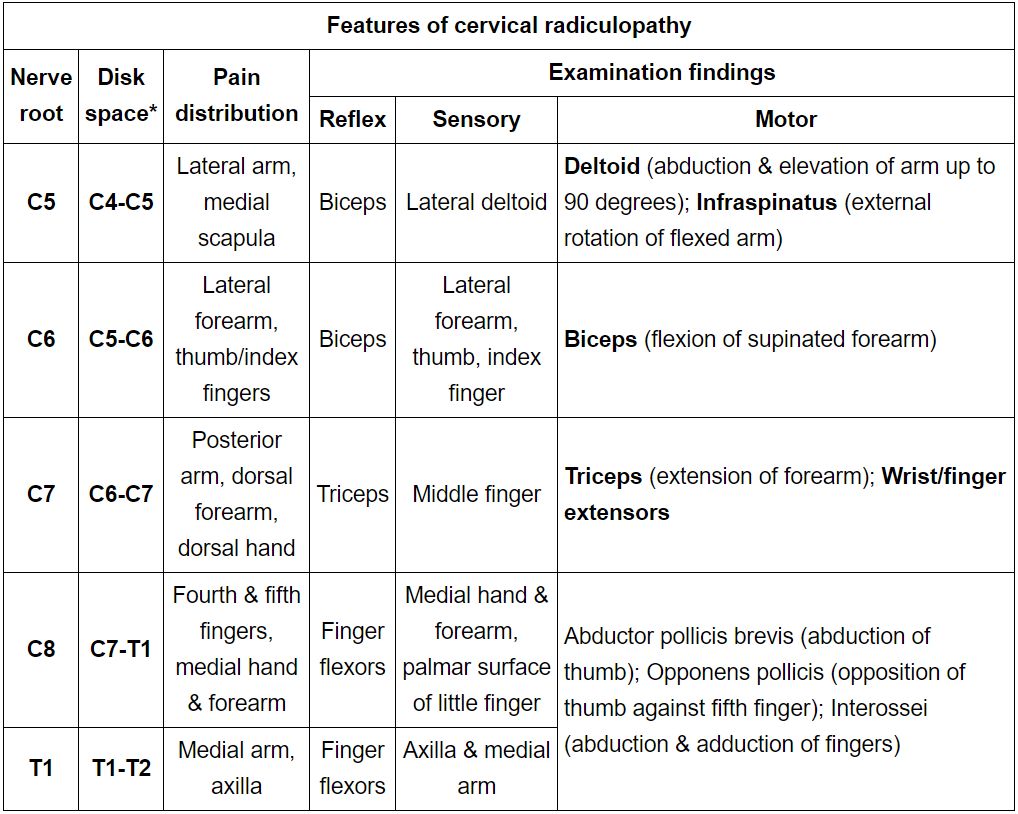 Features of cervical radiculopathy
Nerve
root
Disk
space*
Pain
distribution
Examination findings
Reflex
Sensory
Motor
C5
C4-C5
Lateral arm,
medial
scapula
Biceps
Lateral deltoid
Deltoid (abduction & elevation of arm up to
90 degrees); Infraspinatus (external
rotation of flexed arm)
C6
C5-C6
Lateral
forearm,
thumb/index
fingers
Biceps
Lateral
forearm,
thumb, index
finger
Biceps (flexion of supinated forearm)
C7
C6-C7
Posterior
arm, dorsal
forearm,
dorsal hand
Triceps
Middle finger
Triceps (extension of forearm); Wrist/finger
extensors
C8
C7-T1
Fourth & fifth
fingers,
medial hand
& forearm
Finger
flexors
Medial hand &
forearm,
palmar surface
of little finger
Abductor pollicis brevis (abduction of
thumb); Opponens pollicis (opposition of
thumb against fifth finger); Interossei
(abduction & adduction of fingers)
T1
T1-T2
Medial arm,
axilla
Finger
flexors
Axilla & medial
arm